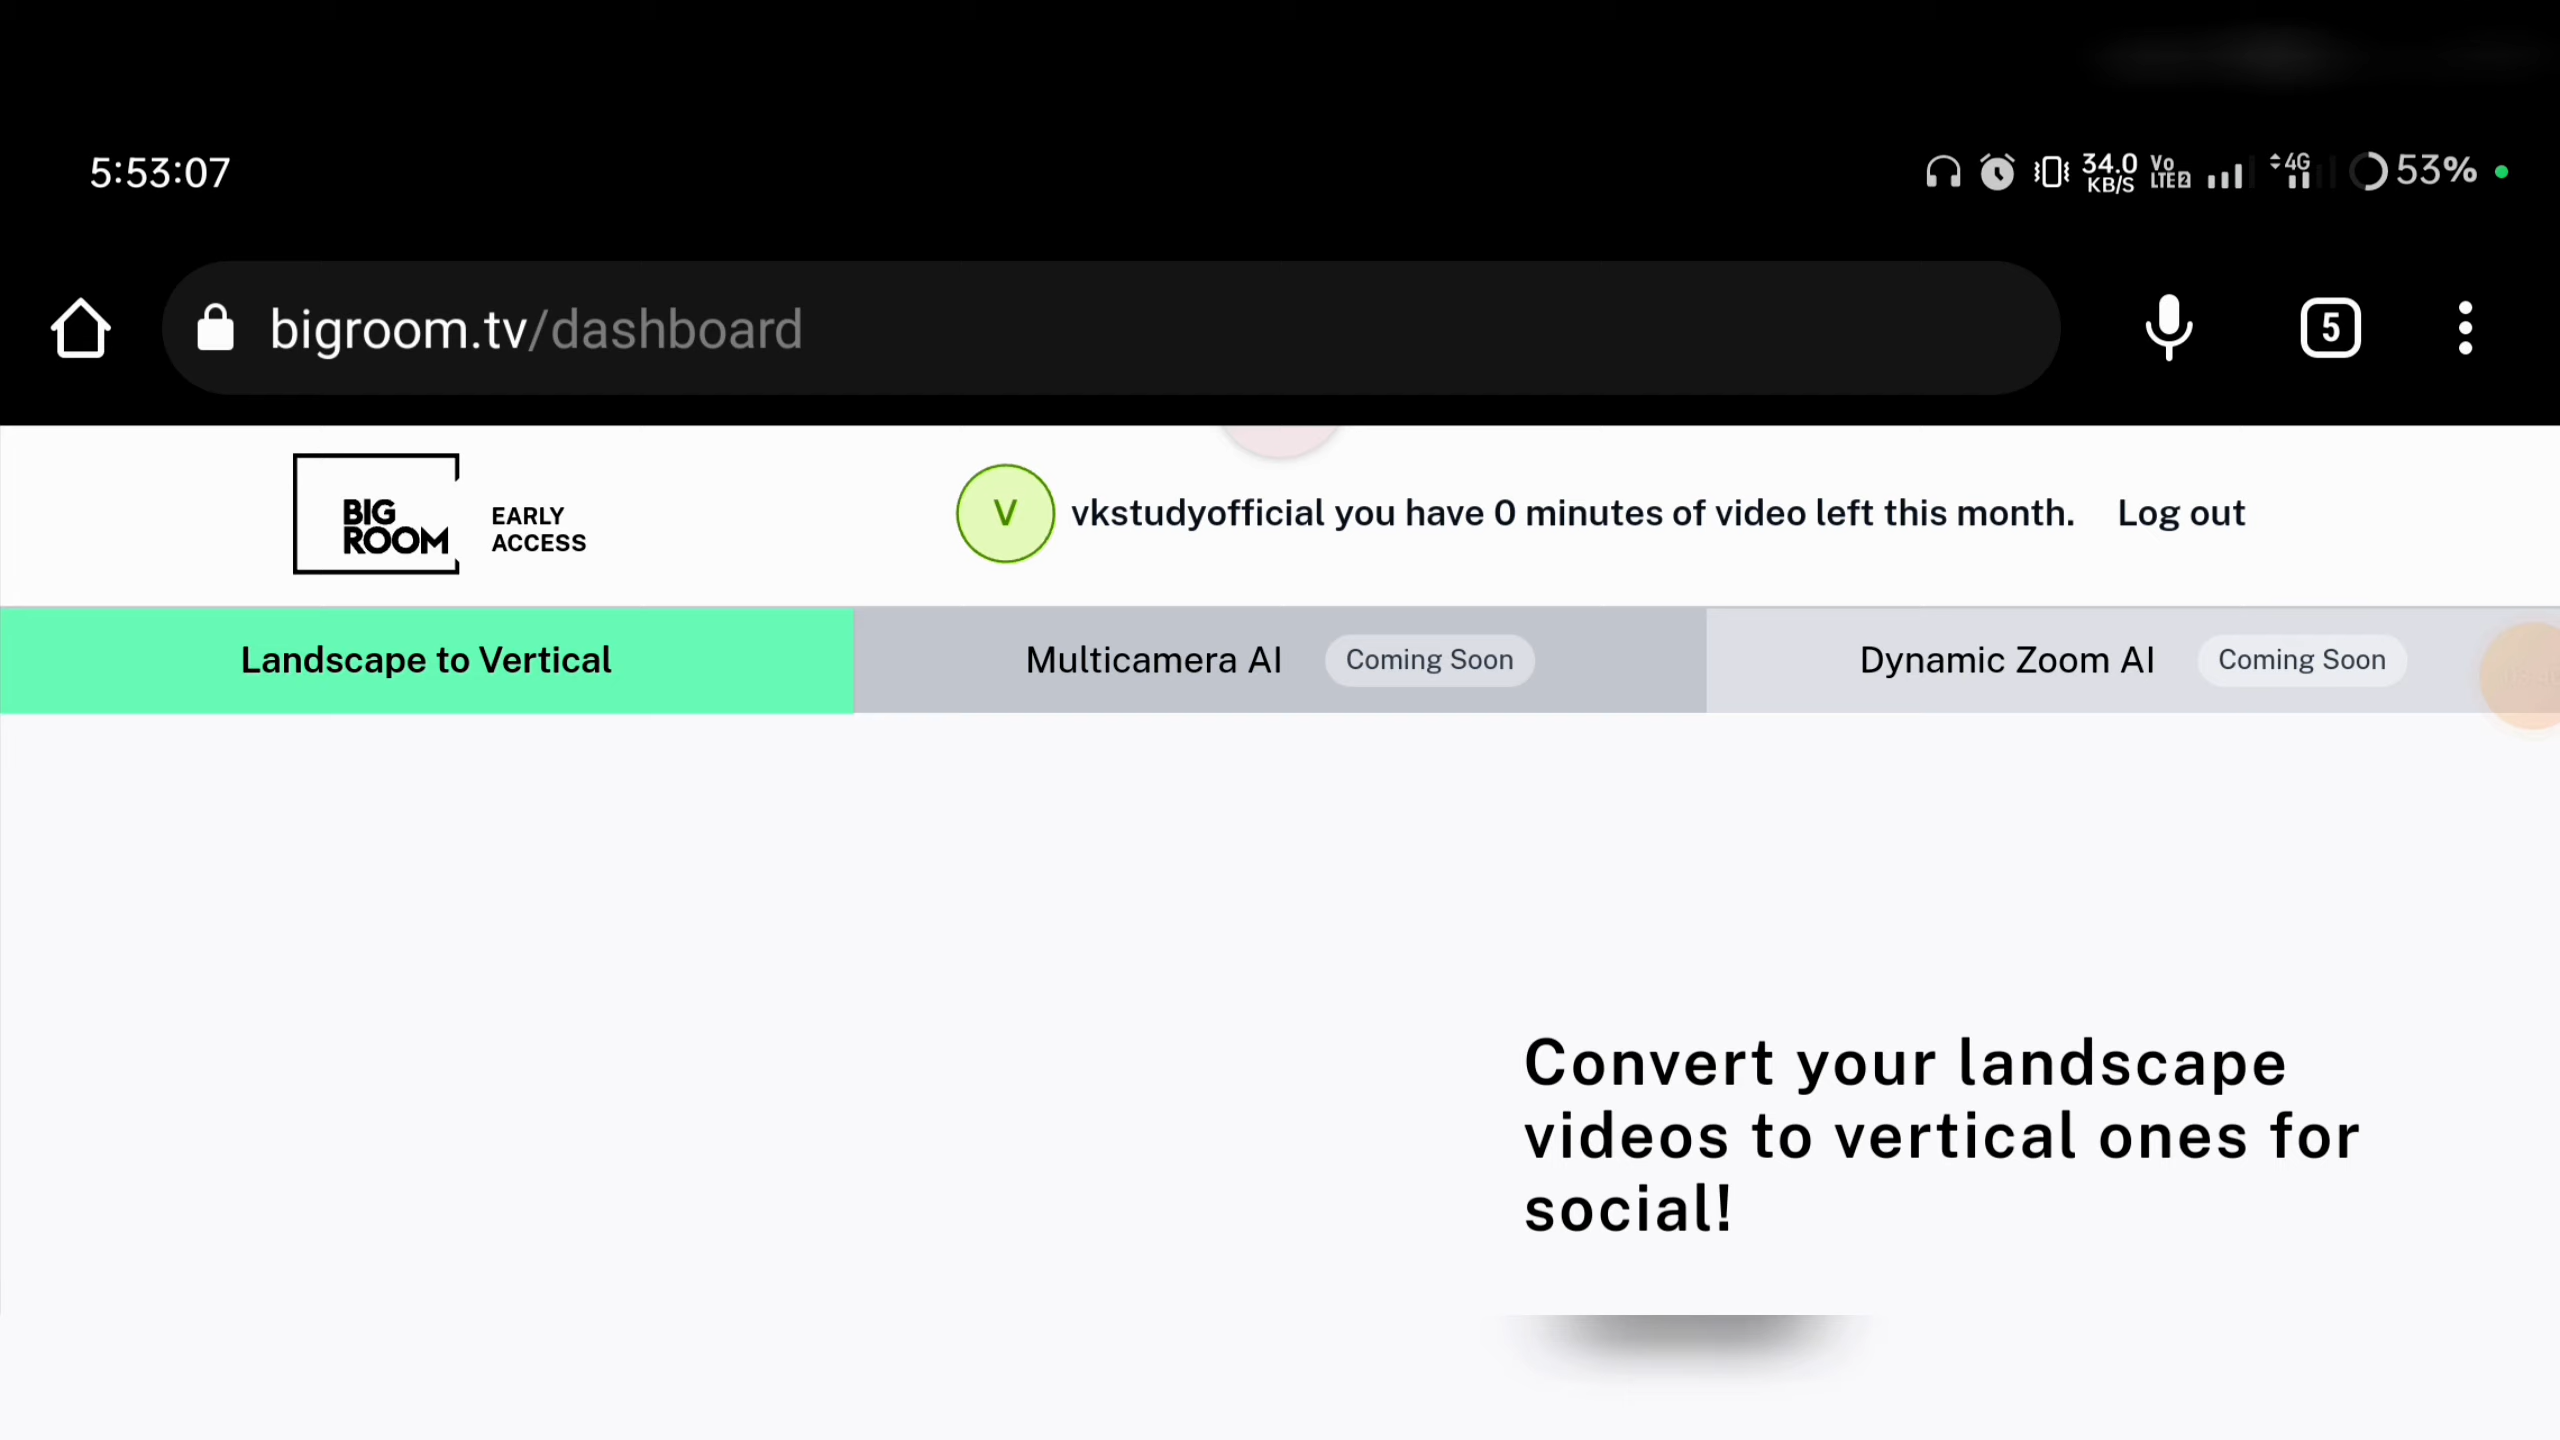 5:53:07
34.0 KB/S Vo LTE 2 4G 53%
bigroom.tv/dashboard
5
BIG
ROOM
EARLY
ACCESS
V
vkstudyofficial you have 0 minutes of video left this month. Log out
Landscape to Vertical
Multicamera AI Coming Soon
Dynamic Zoom AI Coming Soon
Convert your landscape
videos to vertical ones for
social!